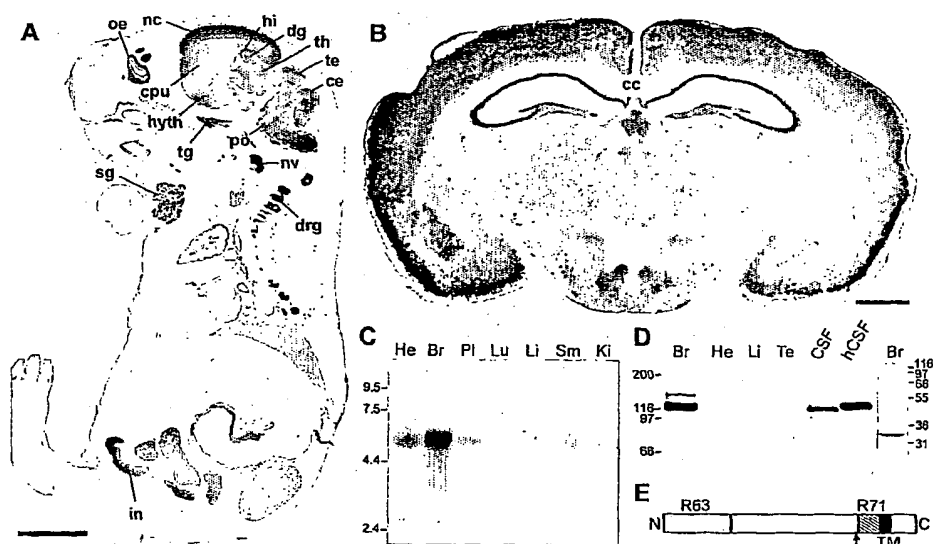 A
oe
nc
hi
dg
th
te
ce
cpu
hyth
tg
po
nv
sg
drg
in
B
cc
C
He Br Pl Lu Li Sm Ki
9.5
7.5
4.4
2.4
D
Br He Li Te CSF hCSF Br
200
116
97
68
116
97
68
55
36
31
E
R63 R71
N C
TM